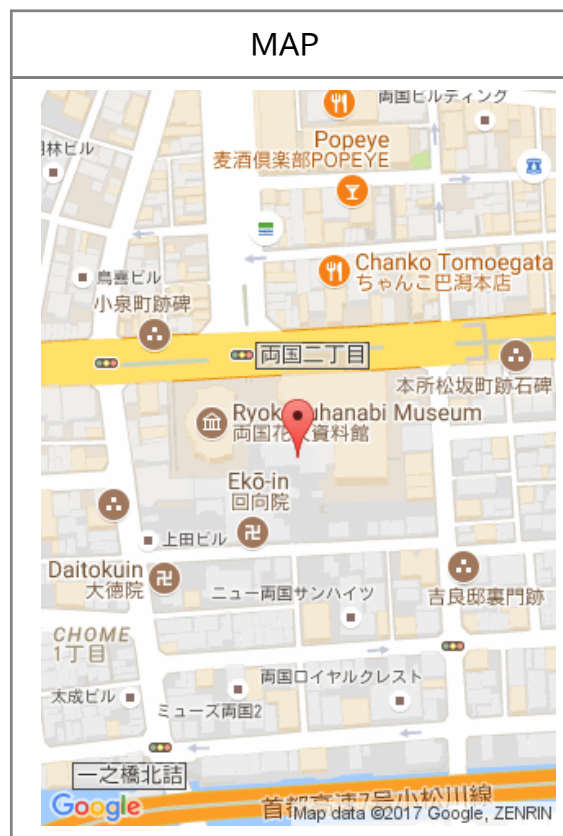 MAP
両国ビルディング
林ビル
Popeye
麦酒倶楽部POPEYE
Chanko Tomoegata
ちゃんこ巴潟本店
鳥喜ビル
小泉町跡碑
両国二丁目
本所松坂町跡石碑
Ryok uhanabi Museum
両国花 資料館
Ekō-in
回向院
上田ビル
Daitokuin
大徳院
ニュー両国サンハイツ
吉良邸裏門跡
CHOME
1丁目
両国ロイヤルクレスト
太成ビル
ミューズ両国2
一之橋北詰
首都高速7号小松川線
Google
Map data ©2017 Google, ZENRIN